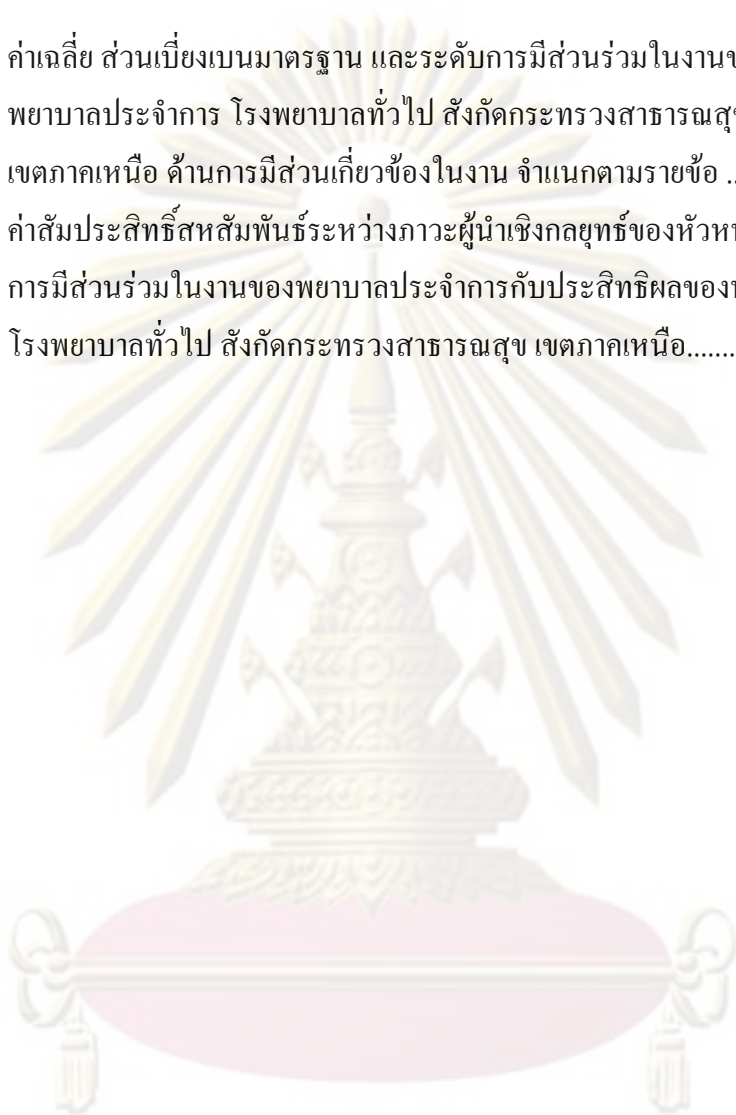 ค่าเฉลี่ย ส่วนเบี่ยงเบนมาตรฐาน และระดับการมีส่วนร่วมในงานข
พยาบาลประจำการ โรงพยาบาลทั่วไป สังกัดกระทรวงสาธารณสุข
เขตภาคเหนือ ด้านการมีส่วนเกี่ยวข้องในงาน จำแนกตามรายข้อ ..
ค่าสัมประสิทธิ์สหสัมพันธ์ระหว่างภาวะผู้นำเชิงกลยุทธ์ของหัวห
การมีส่วนร่วมในงานของพยาบาลประจำการกับประสิทธิผลของห
โรงพยาบาลทั่วไป สังกัดกระทรวงสาธารณสุข เขตภาคเหนือ.......